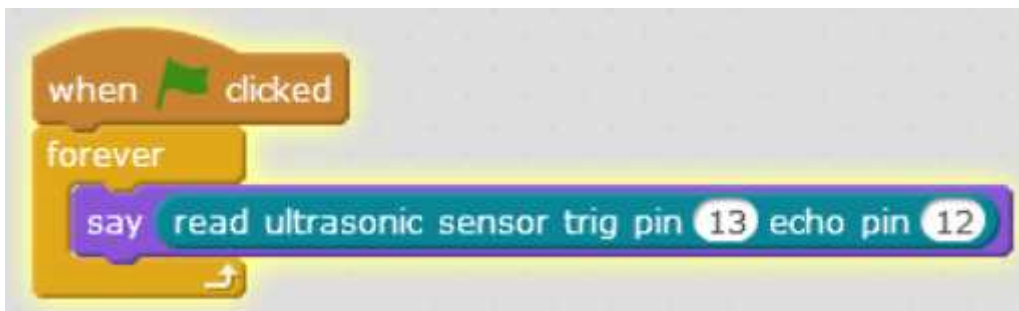 when clicked
forever
say read ultrasonic sensor trig pin 13 echo pin 12